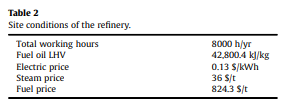 Table 2
Site conditions of the refinery.
Total working hours 8000 h/yr
Fuel oil LHV 42,800.4 kJ/kg
Electric price 0.13 $/kWh
Steam price 36 $/t
Fuel price 824.3 $/t